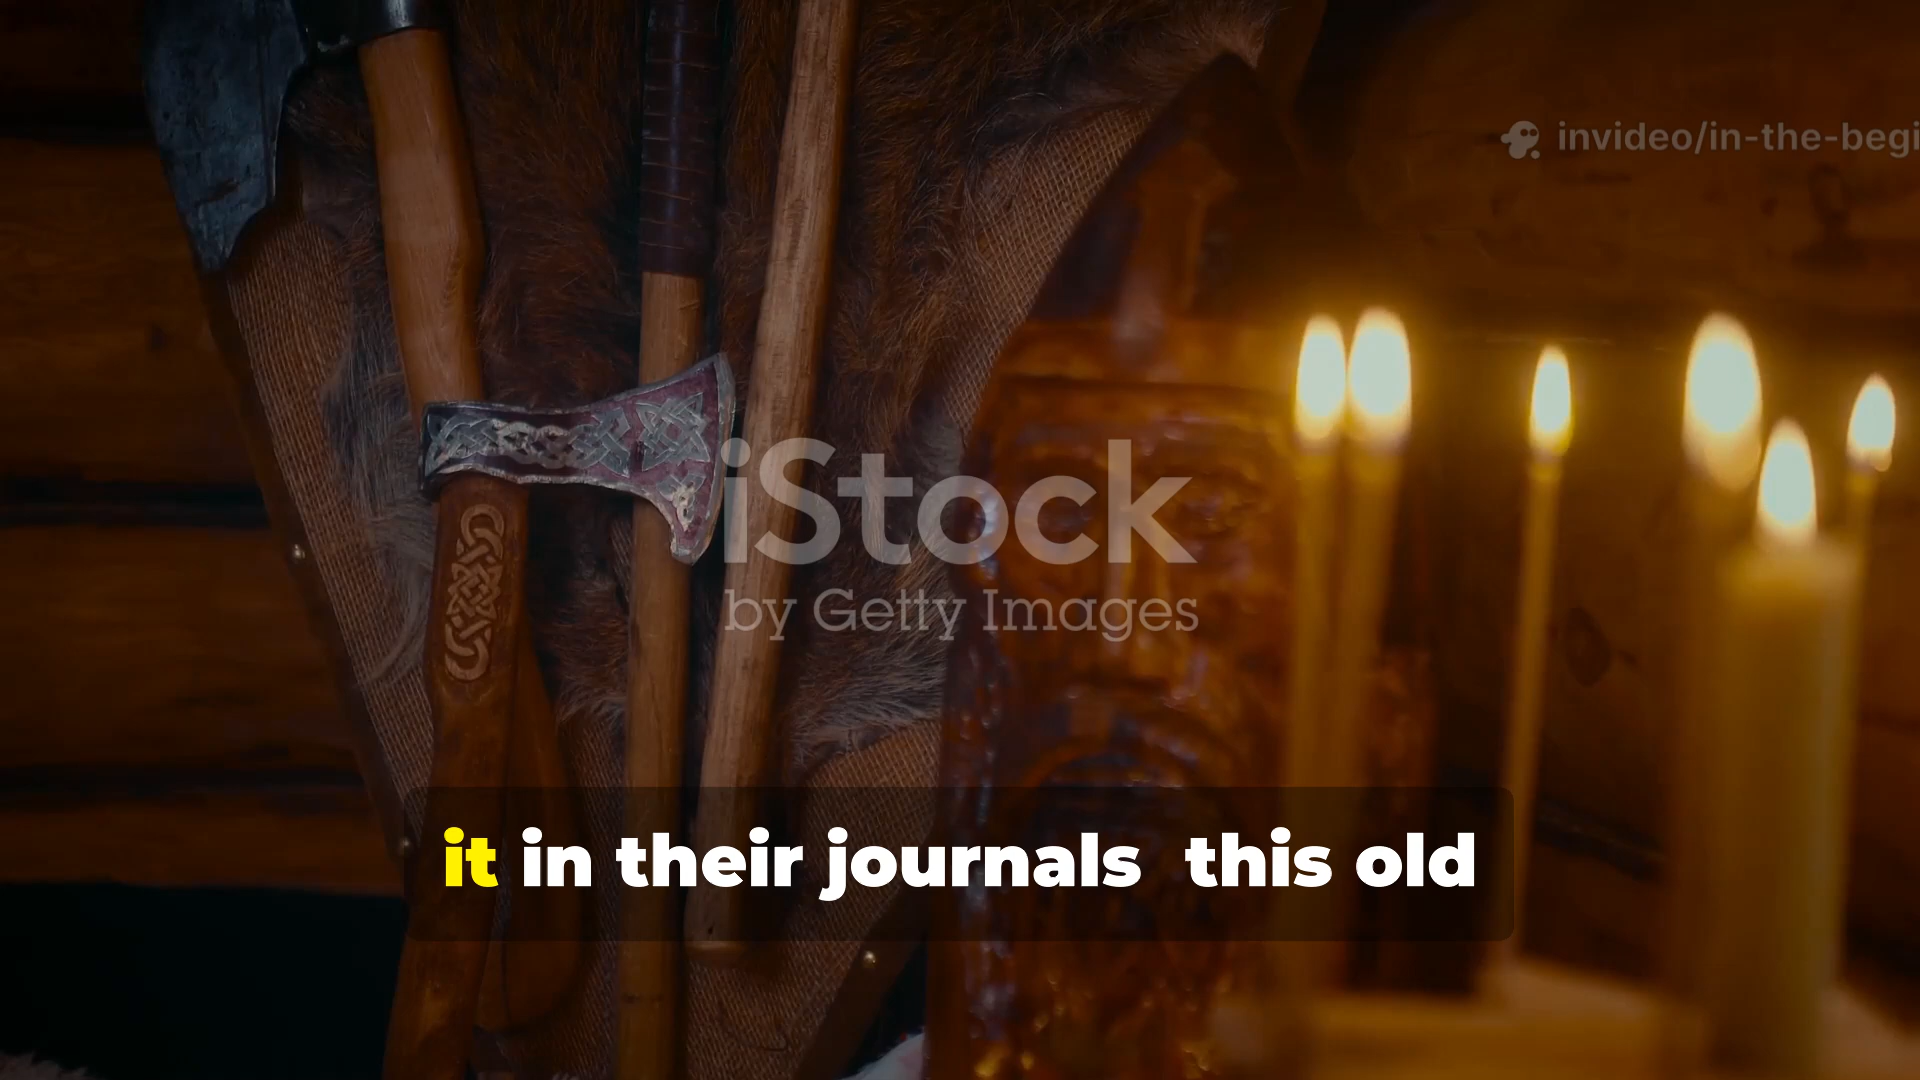 invideo/in-the-begi
iStock
by Getty Images
it in their journals this old